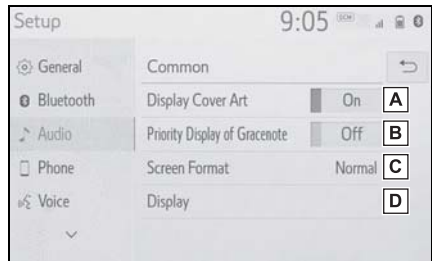 Setup
9:05
General
Common
Bluetooth
Display Cover Art
On
A
Audio
Priority Display of Gracenote
Off
B
Phone
Screen Format
Normal
C
Voice
Display
D